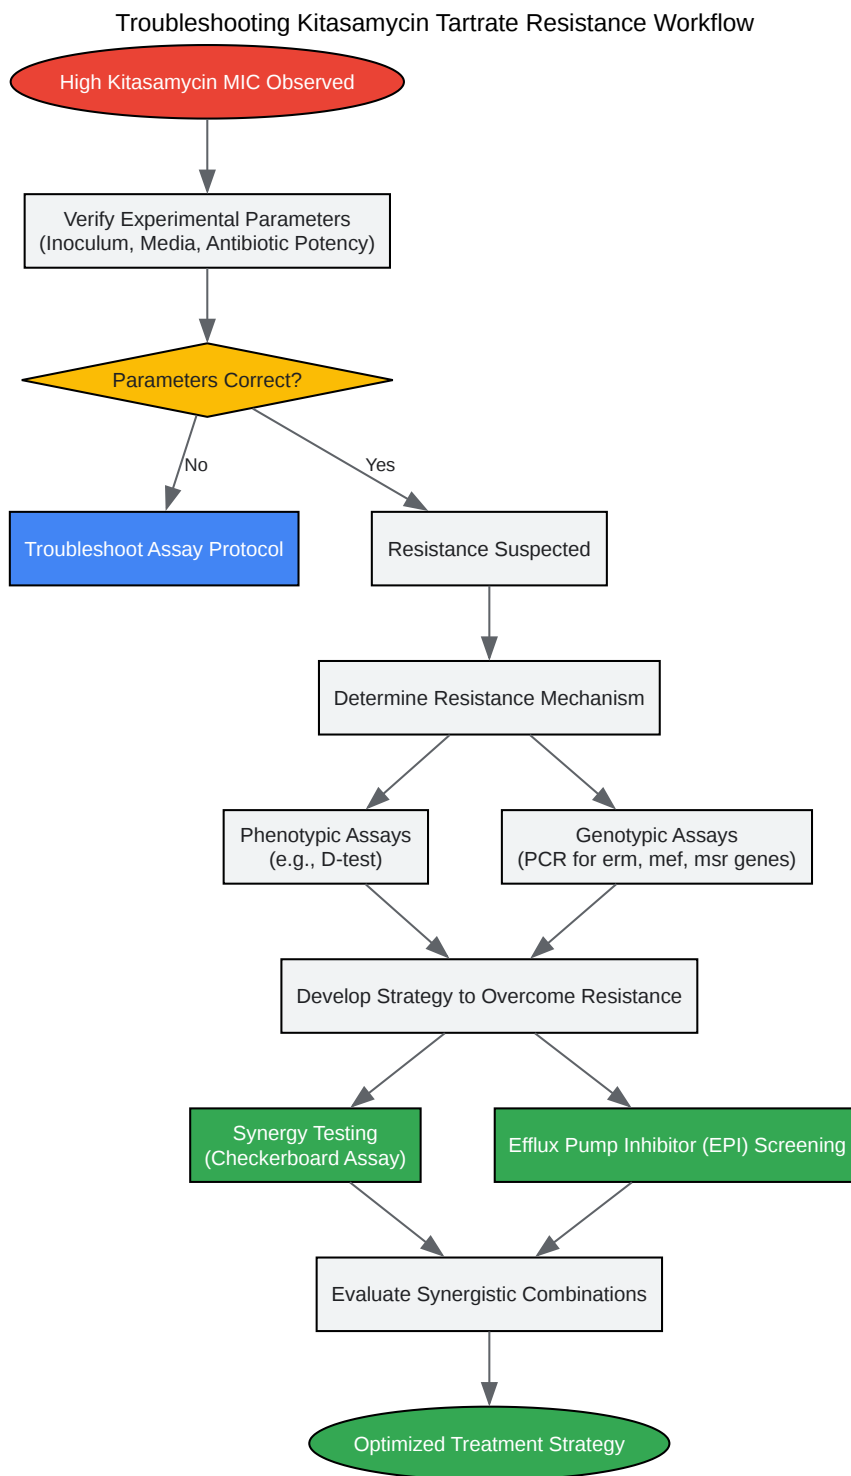 Troubleshooting Kitasamycin Tartrate Resistance Workflow
High Kitasamycin MIC Observed
Verify Experimental Parameters
(Inoculum, Media, Antibiotic Potency)
Parameters Correct?
No
Yes
Troubleshoot Assay Protocol
Resistance Suspected
Determine Resistance Mechanism
Phenotypic Assays
(e.g., D-test)
Genotypic Assays
(PCR for erm, mef, msr genes)
Develop Strategy to Overcome Resistance
Synergy Testing
(Checkerboard Assay)
Efflux Pump Inhibitor (EPI) Screening
Evaluate Synergistic Combinations
Optimized Treatment Strategy